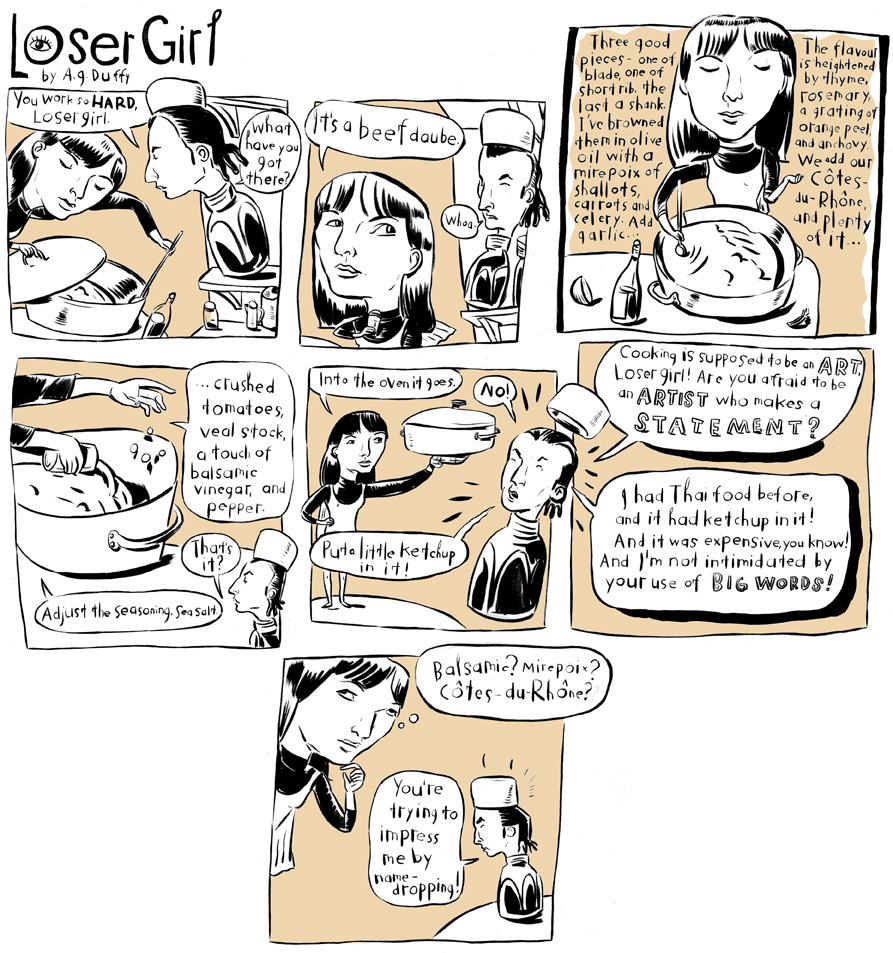 Loser Girl
by A.g. Duffy
You work so HARD,
Loser girl.
What
have you
got
there?
It's a beef daube.
Whoa.
Three good
pieces - one of
blade, one of
short rib, the
last a shank.
I've browned
them in olive
oil with a
mirepoix of
shallots,
carrots and
celery. Add
garlic...
The flavour
is heightened
by thyme,
rosemary,
a grating of
orange peel,
and anchovy.
We add our
Côtes-
du-Rhône,
and plenty
of it...
... crushed
tomatoes,
veal stock,
a touch of
balsamic
vinegar, and
pepper.
That's
it?
Adjust the seasoning. Sea salt.
Into the oven it goes.
No!
Put a little ketchup
in it!
Cooking is supposed to be an ART,
Loser girl! Are you afraid to be
an ARTIST who makes a
STATEMENT?
I had Thai food before,
and it had ketchup in it!
And it was expensive, you know!
And I'm not intimidated by
your use of BIG WORDS!
Balsamic? Mirepoix?
Côtes-du-Rhône?
You're
trying to
impress
me by
name-
dropping!